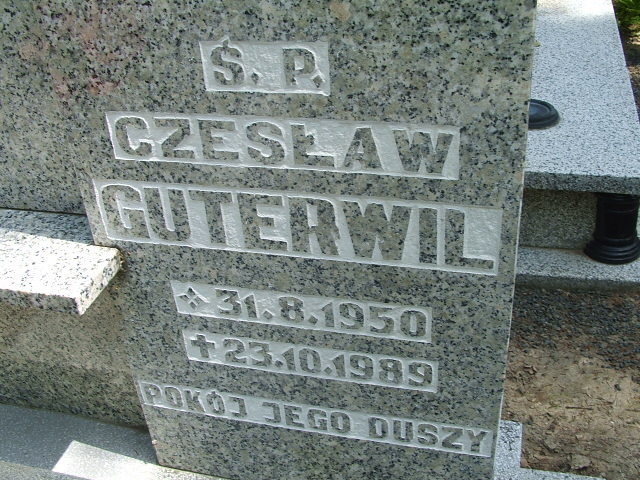 Ś. P.
CZESŁAW
GUTERWIL
✢ 31.8.1950
✝ 23.10.1989
POKÓJ JEGO DUSZY